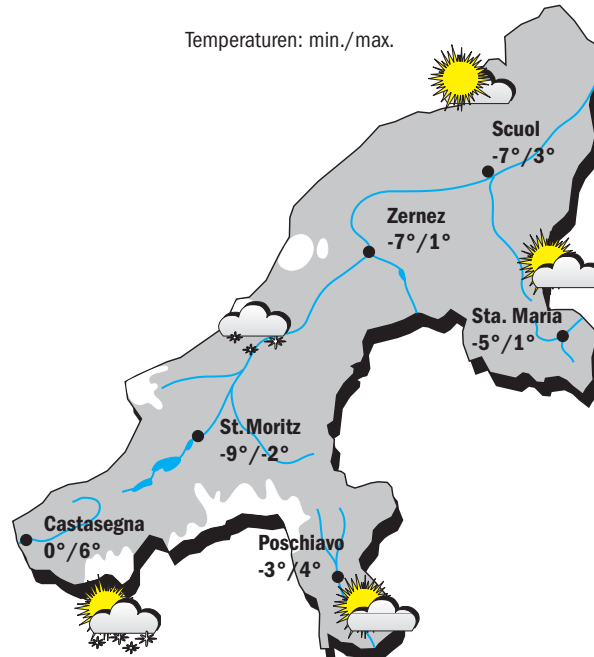 Temperaturen: min./max.
Scuol
-7°/3°
Zernez
-7°/1°
Sta. Maria
-5°/1°
St. Moritz
-9°/-2°
Castasegna
0°/6°
Poschiavo
-3°/4°